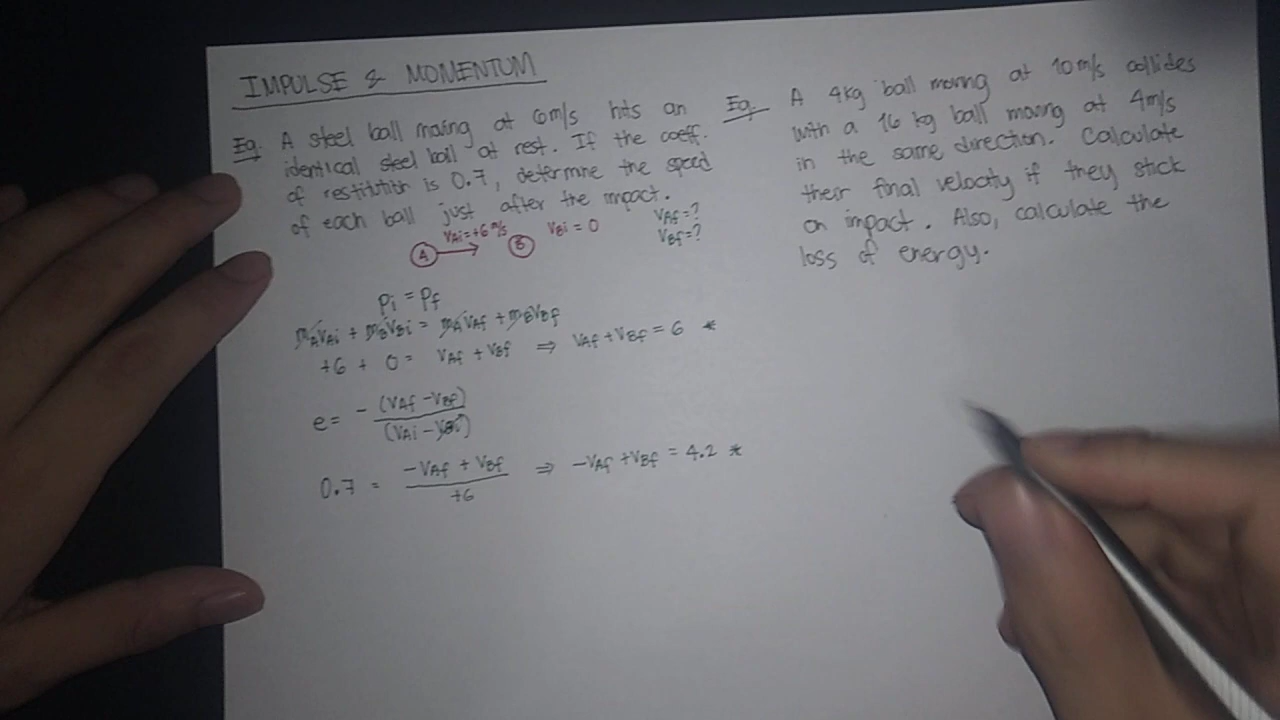 IMPULSE & MOMENTUM
Eg. A steel ball moving at 6m/s hits an
identical steel ball at rest. If the coeff.
of restitution is 0.7, determine the speed
of each ball just after the impact.
VAi=+6 m/s VBi = 0 VAf=?
A B VBf=?
Pi = Pf
mAVAi + mBVBi = mAVAf + mBVBf
+6 + 0 = VAf + VBf ⇒ VAf + VBf = 6 *
e = - (VAf - VBf)
(VAi - VBi)
0.7 = -VAf + VBf ⇒ -VAf + VBf = 4.2 *
+6
Eg. A 4kg ball moving at 10m/s collides
with a 16 kg ball moving at 4m/s
in the same direction. Calculate
their final velocity if they stick
on impact. Also, calculate the
loss of energy.